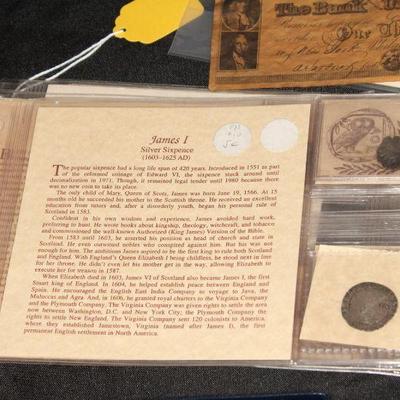 The Bank
One
James I
Silver Sixpence
(1603-1625 AD)
The popular sixpence had a long life span of 420 years. Introduced in 1551 as part
of the reformed coinage of Edward VI, the sixpence stuck around until
decimalization in 1971. Though, it remained legal tender until 1980 because there
was no new coin to take its place.
The only child of Mary, Queen of Scots, James was born June 19, 1566. At 15
months old he succeeded his mother to the Scottish throne. He received an excellent
education from tutors and, after a disorderly youth, began his personal rule of
Scotland in 1583.
Confident in his own wisdom and experience, James avoided hard work,
preferring to hunt. He wrote books about kingship, theology, witchcraft, and tobacco
and commissioned the well-known Authorized (King James) Version of the Bible.
From 1583 until 1603, he asserted his position as head of church and state in
Scotland. He even outwitted nobles who conspired against him. But this was not
enough for him. The ambitious James aspired to be the first king to rule both Scotland
and England. With England's Queen Elizabeth I being childless, he stood next in line
for her throne. He didn't even let his mother get in the way, allowing Elizabeth to
execute her for treason in 1587.
When Elizabeth died in 1603, James VI of Scotland also became James I, the first
Stuart king of England. In 1604, he helped establish peace between England and
Spain. He encouraged the English East India Company to voyage to Java, the
Moluccas and Agra. And, in 1606, he granted royal charters to the Virginia Company
and the Plymouth Company. The Virginia Company was given rights to settle the area
now between Washington, D.C. and New York City; the Plymouth Company the
rights to settle New England. The Virginia Company sent 120 colonists to America,
where they established Jamestown, Virginia (named after James I), the first
permanent English settlement in North America.